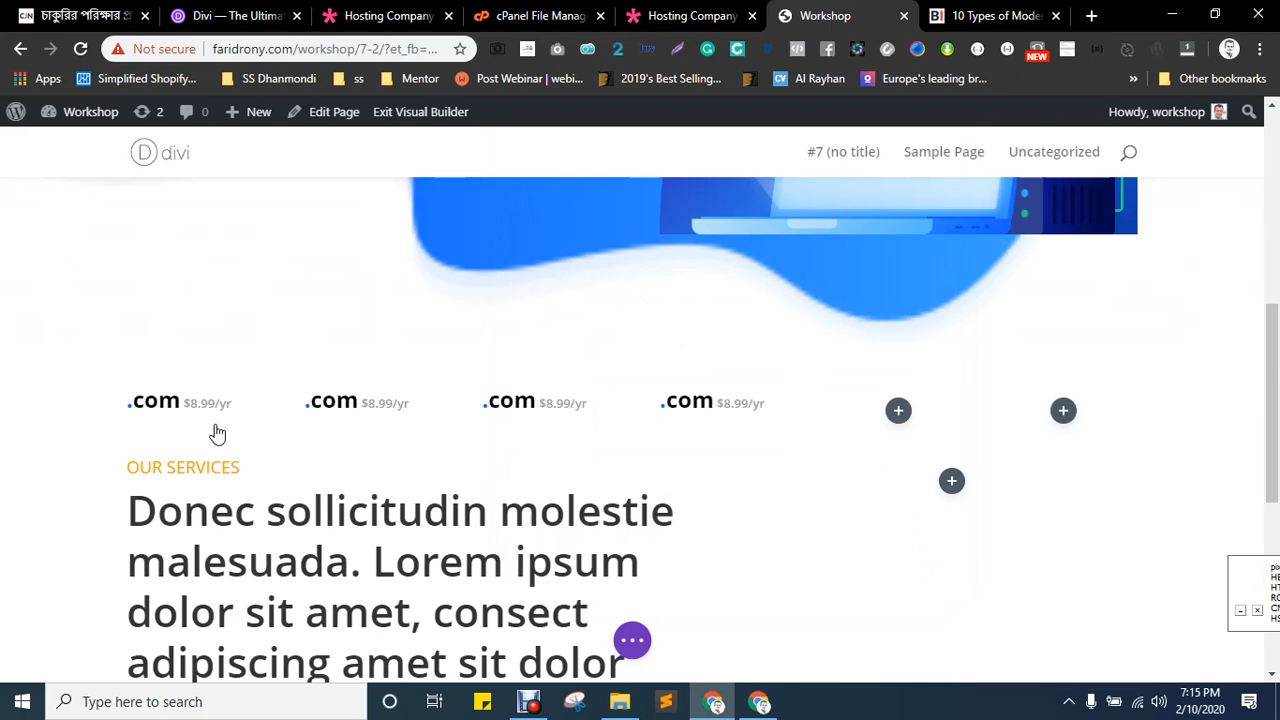 চাকুরির পাশাপাশি
Divi — The Ultima
Hosting Company
cPanel File Manag
Hosting Company
Workshop
BI 10 Types of Moder
Not secure faridrony.com/workshop/7-2/?et_fb=...
NEW
Apps Simplified Shopify... SS Dhanmondi ss Mentor Post Webinar | webi... 2019's Best Selling... CV Al Rayhan Europe's leading br... » Other bookmarks
Workshop 2 0 New Edit Page Exit Visual Builder Howdy, workshop
D divi #7 (no title) Sample Page Uncategorized
.com $8.99/yr .com $8.99/yr .com $8.99/yr .com $8.99/yr
OUR SERVICES
Donec sollicitudin molestie
malesuada. Lorem ipsum
dolor sit amet, consect
adipiscing amet sit dolor
Type here to search
7:15 PM
2/10/2020